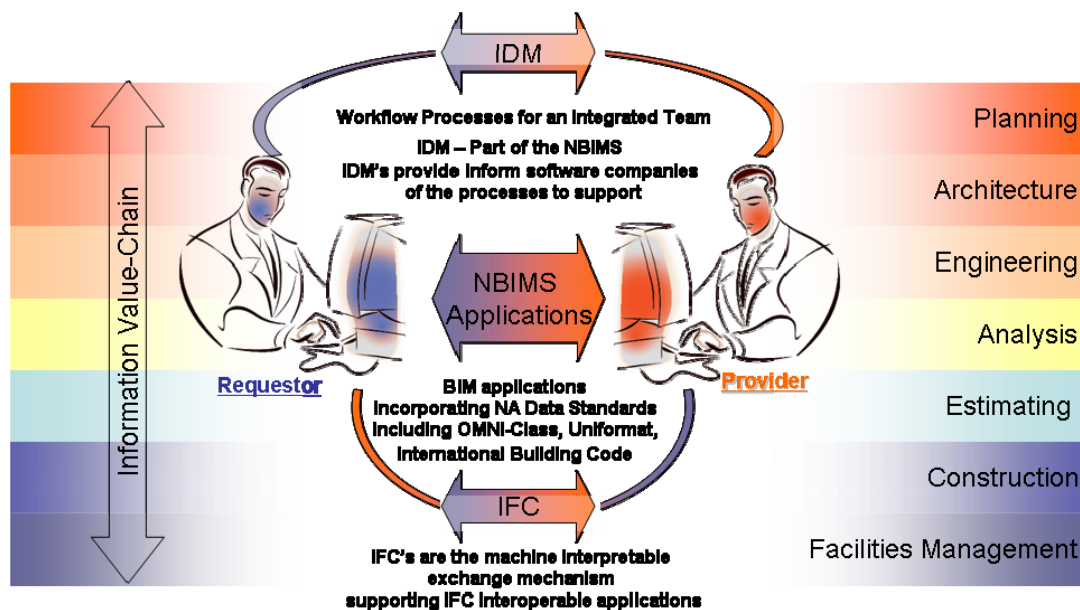 IDM
Workflow Processes for an Integrated Team
IDM – Part of the NBIMS
IDM's provide Inform software companies
of the processes to support
Information Value-Chain
NBIMS
Applications
Requestor
Provider
BIM applications
Incorporating NA Data Standards
Including OMNI-Class, Uniformat,
International Building Code
IFC
IFC's are the machine Interpretable
exchange mechanism
supporting IFC Interoperable applications
Planning
Architecture
Engineering
Analysis
Estimating
Construction
Facilities Management